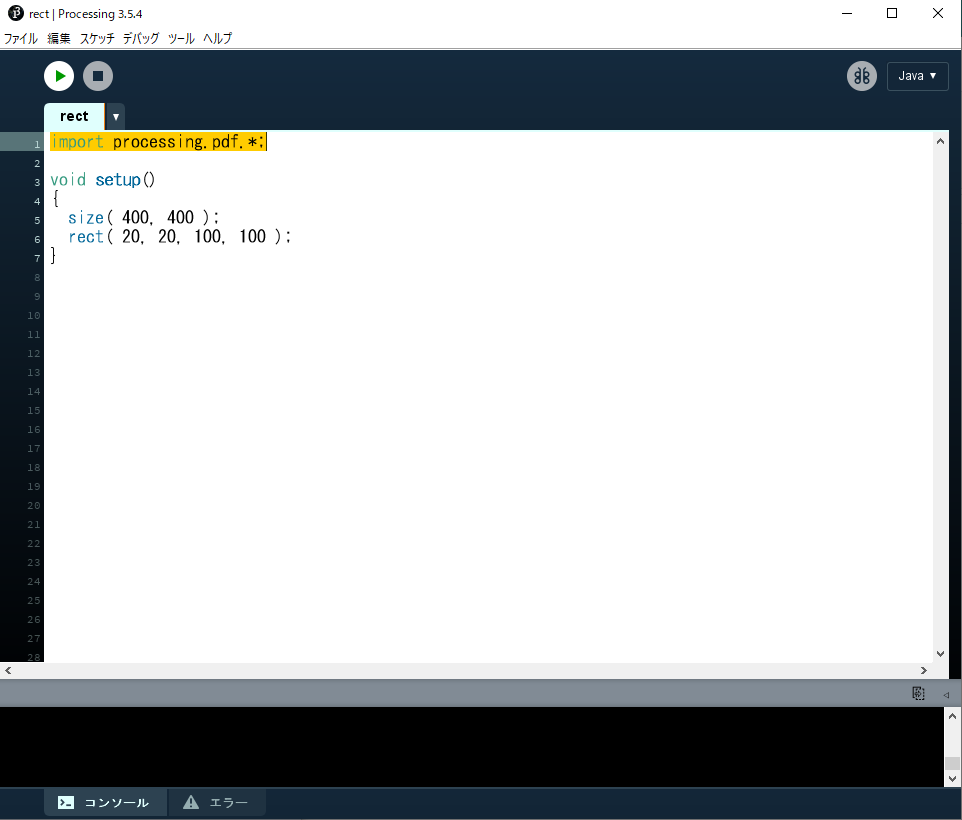 rect | Processing 3.5.4
ファイル 編集 スケッチ デバッグ ツール ヘルプ
Java ▼
rect ▼
1 import processing.pdf.*;
2
3 void setup()
4 {
5   size( 400, 400 );
6   rect( 20, 20, 100, 100 );
7 }
8
9
10
11
12
13
14
15
16
17
18
19
20
21
22
23
24
25
26
27
28
コンソール エラー